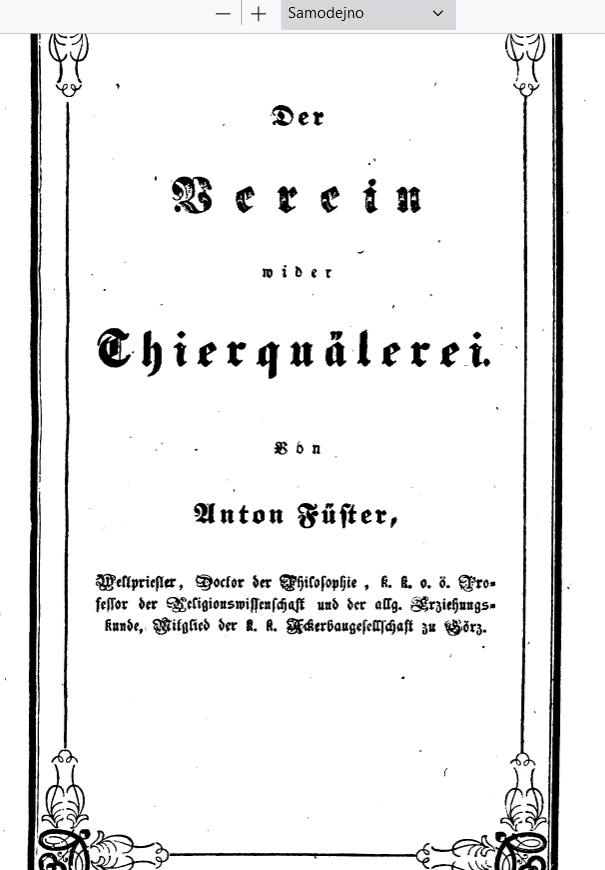 Samodejno
Der
Verein
wider
Thierquälerei.
Von
Anton Füster,
Weltpriester, Doctor der Philosophie, k. k. o. ö. Pro-
fessor der Religionswissenschaft und der allg. Erziehungs-
kunde, Mitglied der k. k. Ackerbaugesellschaft zu Görz.